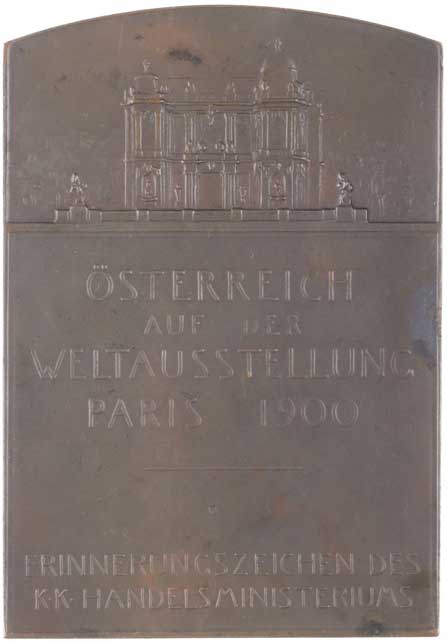 ÖSTERREICH
AUF DER
WELTAUSSTELLUNG
PARIS 1900
ERINNERUNGSZEICHEN DES
K·K·HANDELSMINISTERIUMS